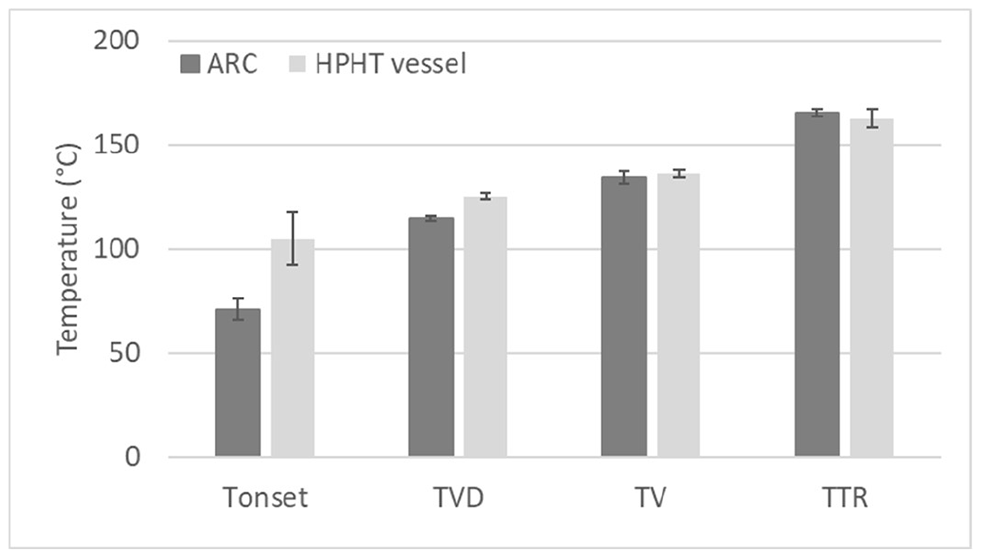 200
ARC HPHT vessel
150
100
50
0
Temperature (°C)
Tonset TVD TV TTR